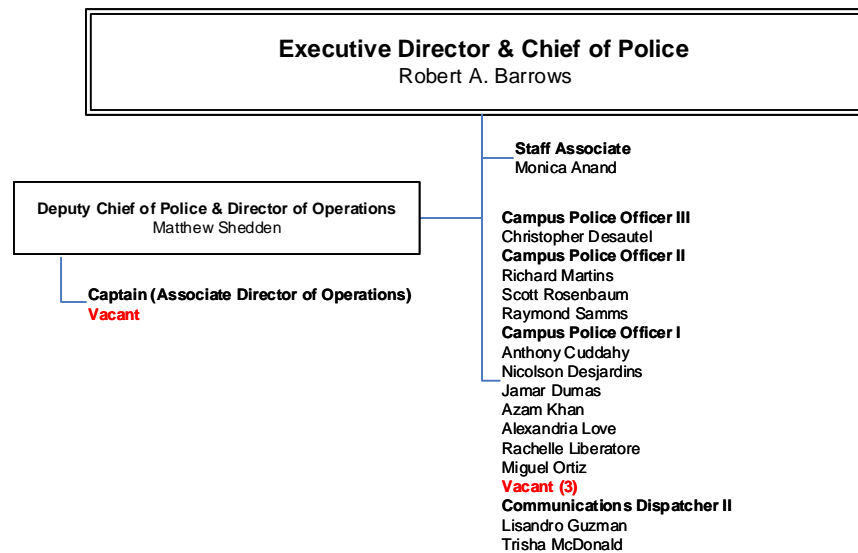 Executive Director & Chief of Police
Robert A. Barrows
Staff Associate
Monica Anand
Deputy Chief of Police & Director of Operations
Matthew Shedden
Captain (Associate Director of Operations)
Vacant
Campus Police Officer III
Christopher Desautel
Campus Police Officer II
Richard Martins
Scott Rosenbaum
Raymond Samms
Campus Police Officer I
Anthony Cuddahy
Nicolson Desjardins
Jamar Dumas
Azam Khan
Alexandria Love
Rachelle Liberatore
Miguel Ortiz
Vacant (3)
Communications Dispatcher II
Lisandro Guzman
Trisha McDonald